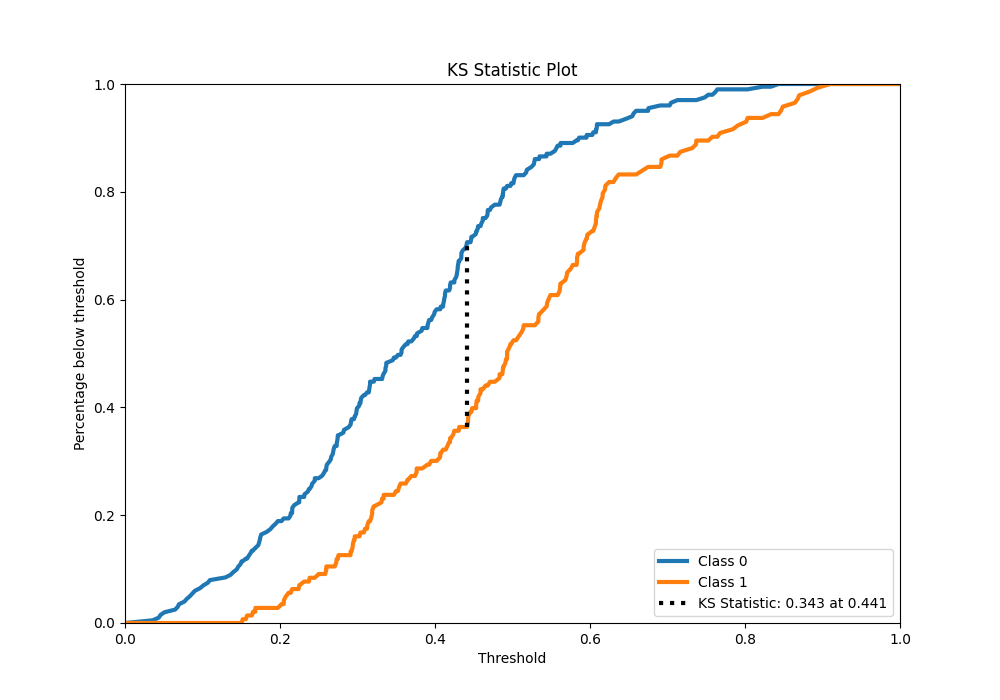 KS Statistic Plot
Percentage below threshold
1.0
0.8
0.6
0.4
0.2
0.0
0.0 0.2 0.4 0.6 0.8 1.0
Threshold
Class 0
Class 1
KS Statistic: 0.343 at 0.441